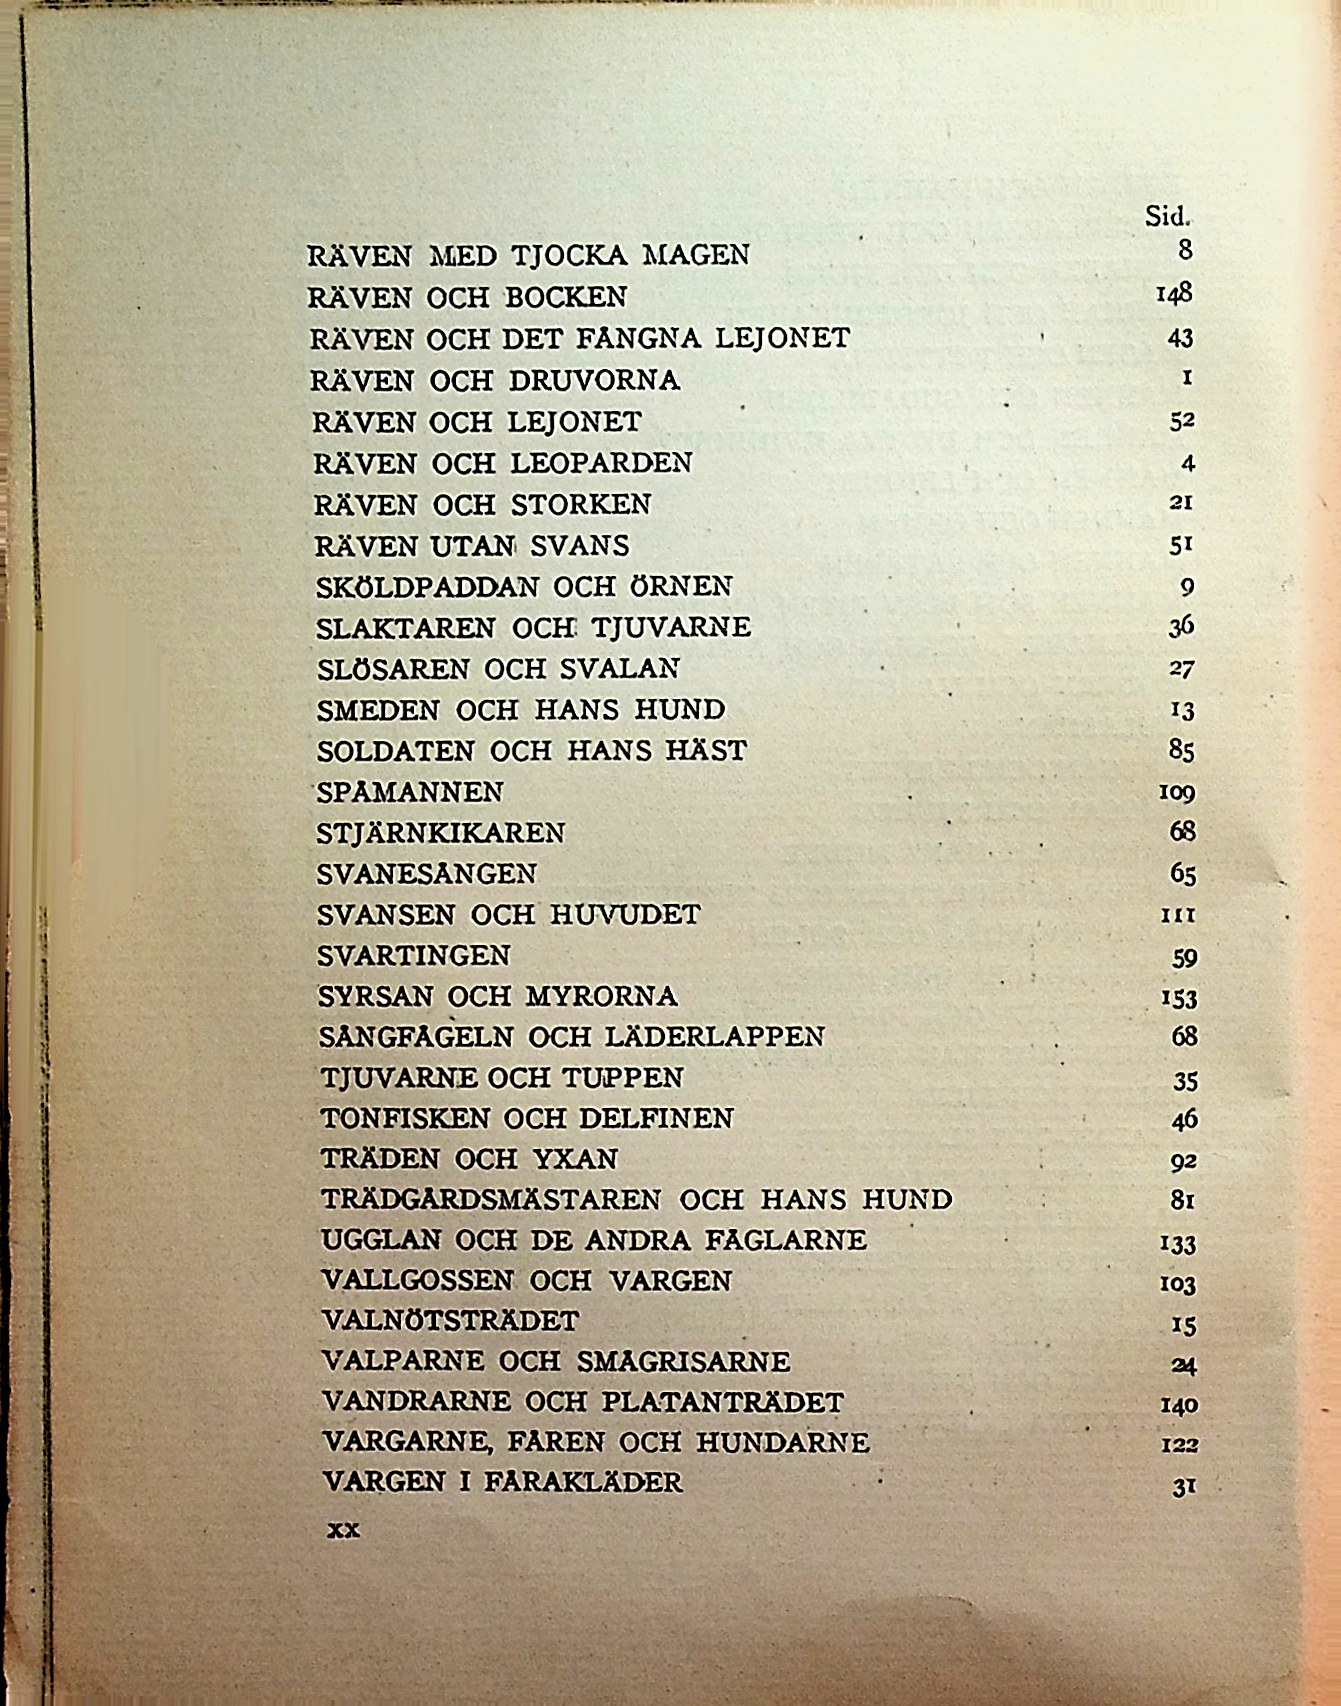 Sid.
RÄVEN MED TJOCKA MAGEN 8
RÄVEN OCH BOCKEN 148
RÄVEN OCH DET FÅNGNA LEJONET 43
RÄVEN OCH DRUVORNA 1
RÄVEN OCH LEJONET 52
RÄVEN OCH LEOPARDEN 4
RÄVEN OCH STORKEN 21
RÄVEN UTAN SVANS 51
SKÖLDPADDAN OCH ÖRNEN 9
SLAKTAREN OCH TJUVARNE 36
SLÖSAREN OCH SVALAN 27
SMEDEN OCH HANS HUND 13
SOLDATEN OCH HANS HÄST 85
SPÅMANNEN 109
STJÄRNKIKAREN 68
SVANESÅNGEN 65
SVANSEN OCH HUVUDET 111
SVARTINGEN 59
SYRSAN OCH MYRORNA 153
SÅNGFÅGELN OCH LÄDERLAPPEN 68
TJUVARNE OCH TUPPEN 35
TONFISKEN OCH DELFINEN 46
TRÄDEN OCH YXAN 92
TRÄDGÅRDSMÄSTAREN OCH HANS HUND 81
UGGLAN OCH DE ANDRA FÅGLARNE 133
VALLGOSSEN OCH VARGEN 103
VALNÖTSTRÄDET 15
VALPARNE OCH SMÅGRISARNE 24
VANDRARNE OCH PLATANTRÄDET 140
VARGARNE, FÅREN OCH HUNDARNE 122
VARGEN I FÅRAKLÄDER 31
xx